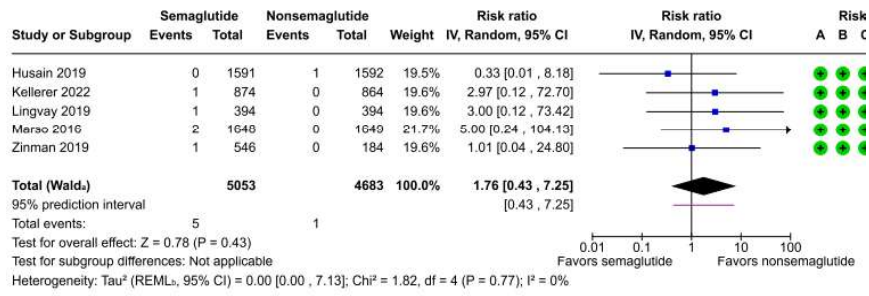 Semaglutide Nonsemaglutide Risk ratio Risk ratio Risk
Study or Subgroup Events Total Events Total Weight IV, Random, 95% CI IV, Random, 95% CI A B C
Husain 2019 0 1591 1 1592 19.5% 0.33 [0.01 , 8.18]
Kellerer 2022 1 874 0 864 19.6% 2.97 [0.12 , 72.70]
Lingvay 2019 1 394 0 394 19.6% 3.00 [0.12 , 73.42]
Marso 2016 2 1648 0 1649 21.7% 5.00 [0.24 , 104.13]
Zinman 2019 1 546 0 184 19.6% 1.01 [0.04 , 24.80]
Total (Waldₐ) 5053 4683 100.0% 1.76 [0.43 , 7.25]
95% prediction interval [0.43 , 7.25]
Total events: 5 1
Test for overall effect: Z = 0.78 (P = 0.43)
0.01 0.1 1 10 100
Test for subgroup differences: Not applicable
Favors semaglutide Favors nonsemaglutide
Heterogeneity: Tau² (REML♭, 95% CI) = 0.00 [0.00 , 7.13]; Chi² = 1.82, df = 4 (P = 0.77); I² = 0%